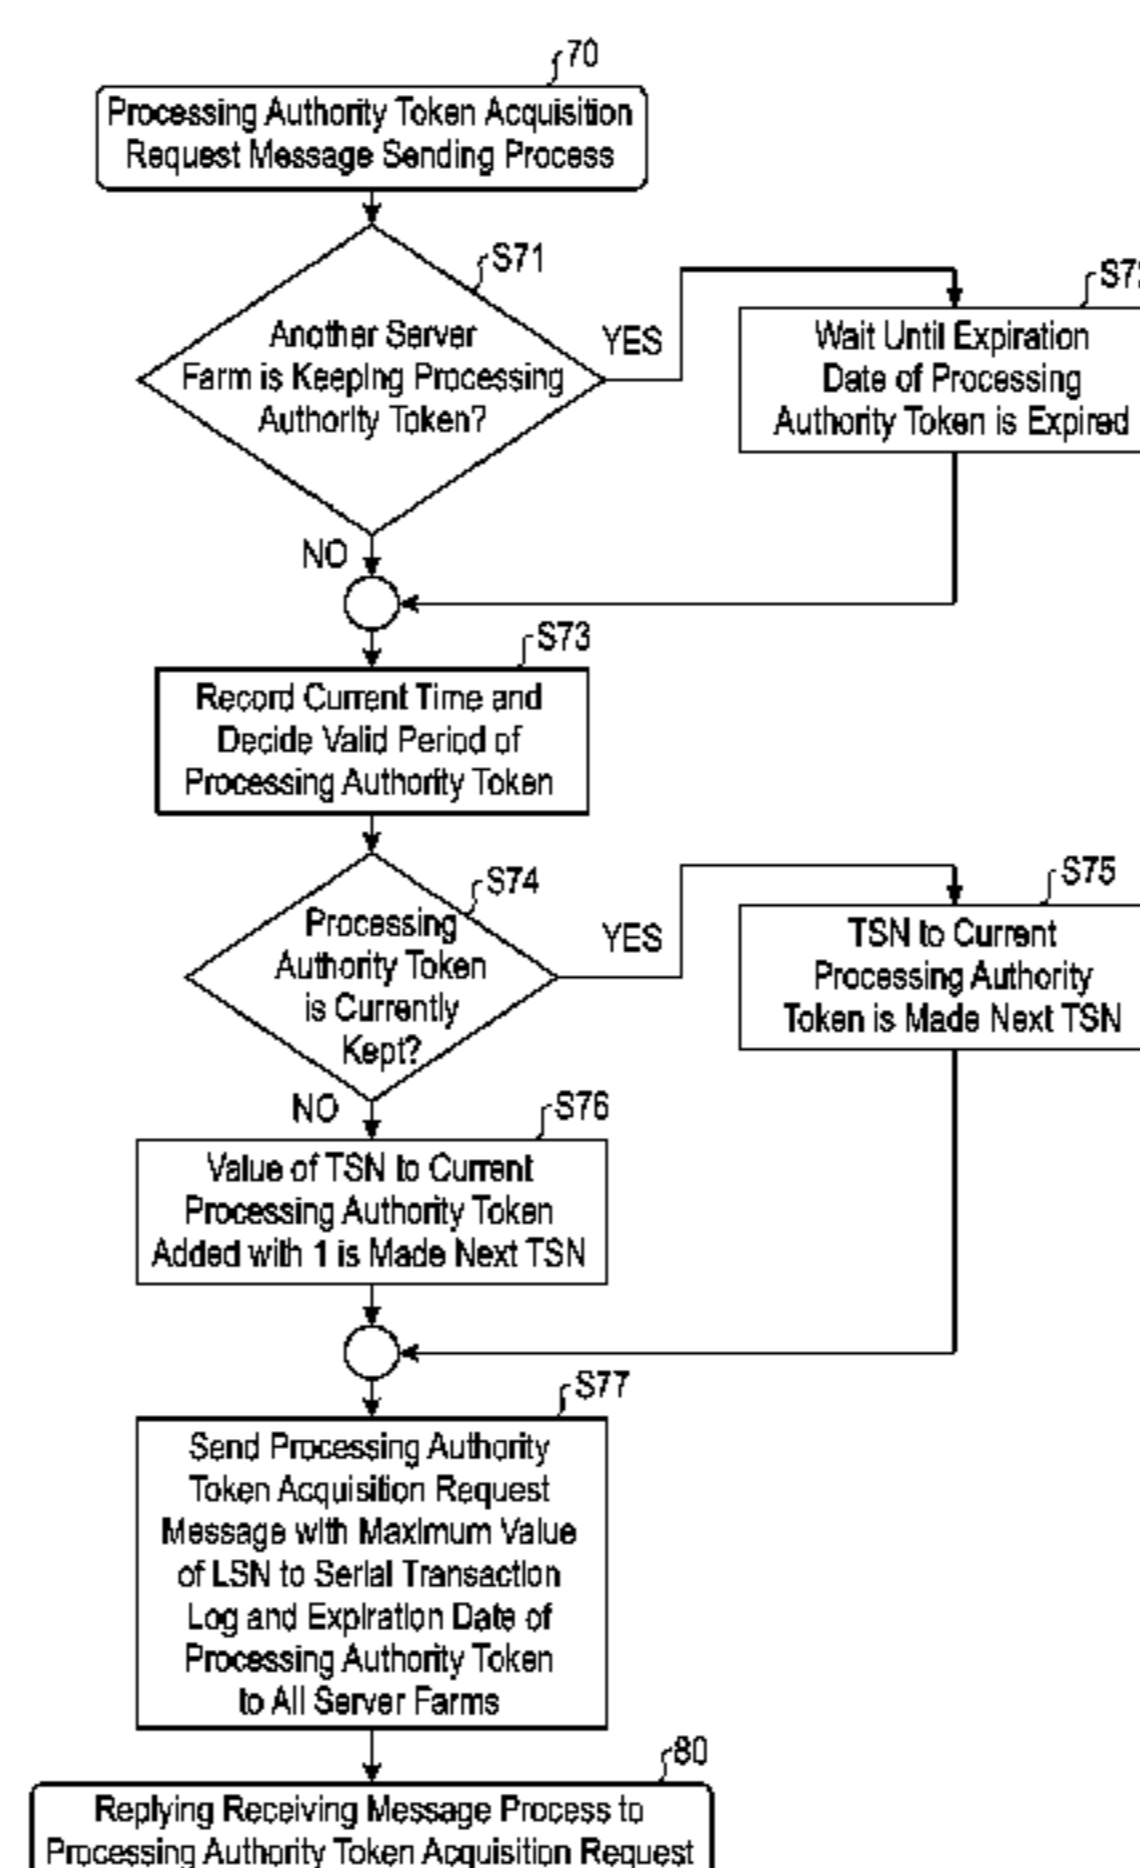 70
Processing Authority Token Acquisition
Request Message Sending Process
S71
Another Server
Farm is Keeping Processing
Authority Token?
YES
Wait Until Expiration
Date of Processing
Authority Token is Expired
NO
S73
Record Current Time and
Decide Valid Period of
Processing Authority Token
S74
Processing
Authority Token
is Currently
Kept?
YES
S75
TSN to Current
Processing Authority
Token is Made Next TSN
NO
S76
Value of TSN to Current
Processing Authority Token
Added with 1 is Made Next TSN
S77
Send Processing Authority
Token Acquisition Request
Message with Maximum Value
of LSN to Serial Transaction
Log and Expiration Date of
Processing Authority Token
to All Server Farms
80
Replying Receiving Message Process to
Processing Authority Token Acquisition Request